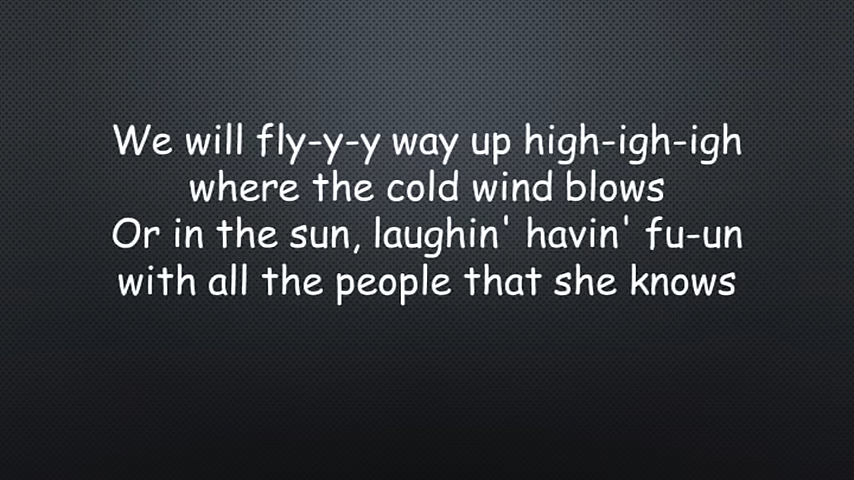 We will fly-y-y way up high-igh-igh
where the cold wind blows
Or in the sun, laughin' havin' fu-un
with all the people that she knows